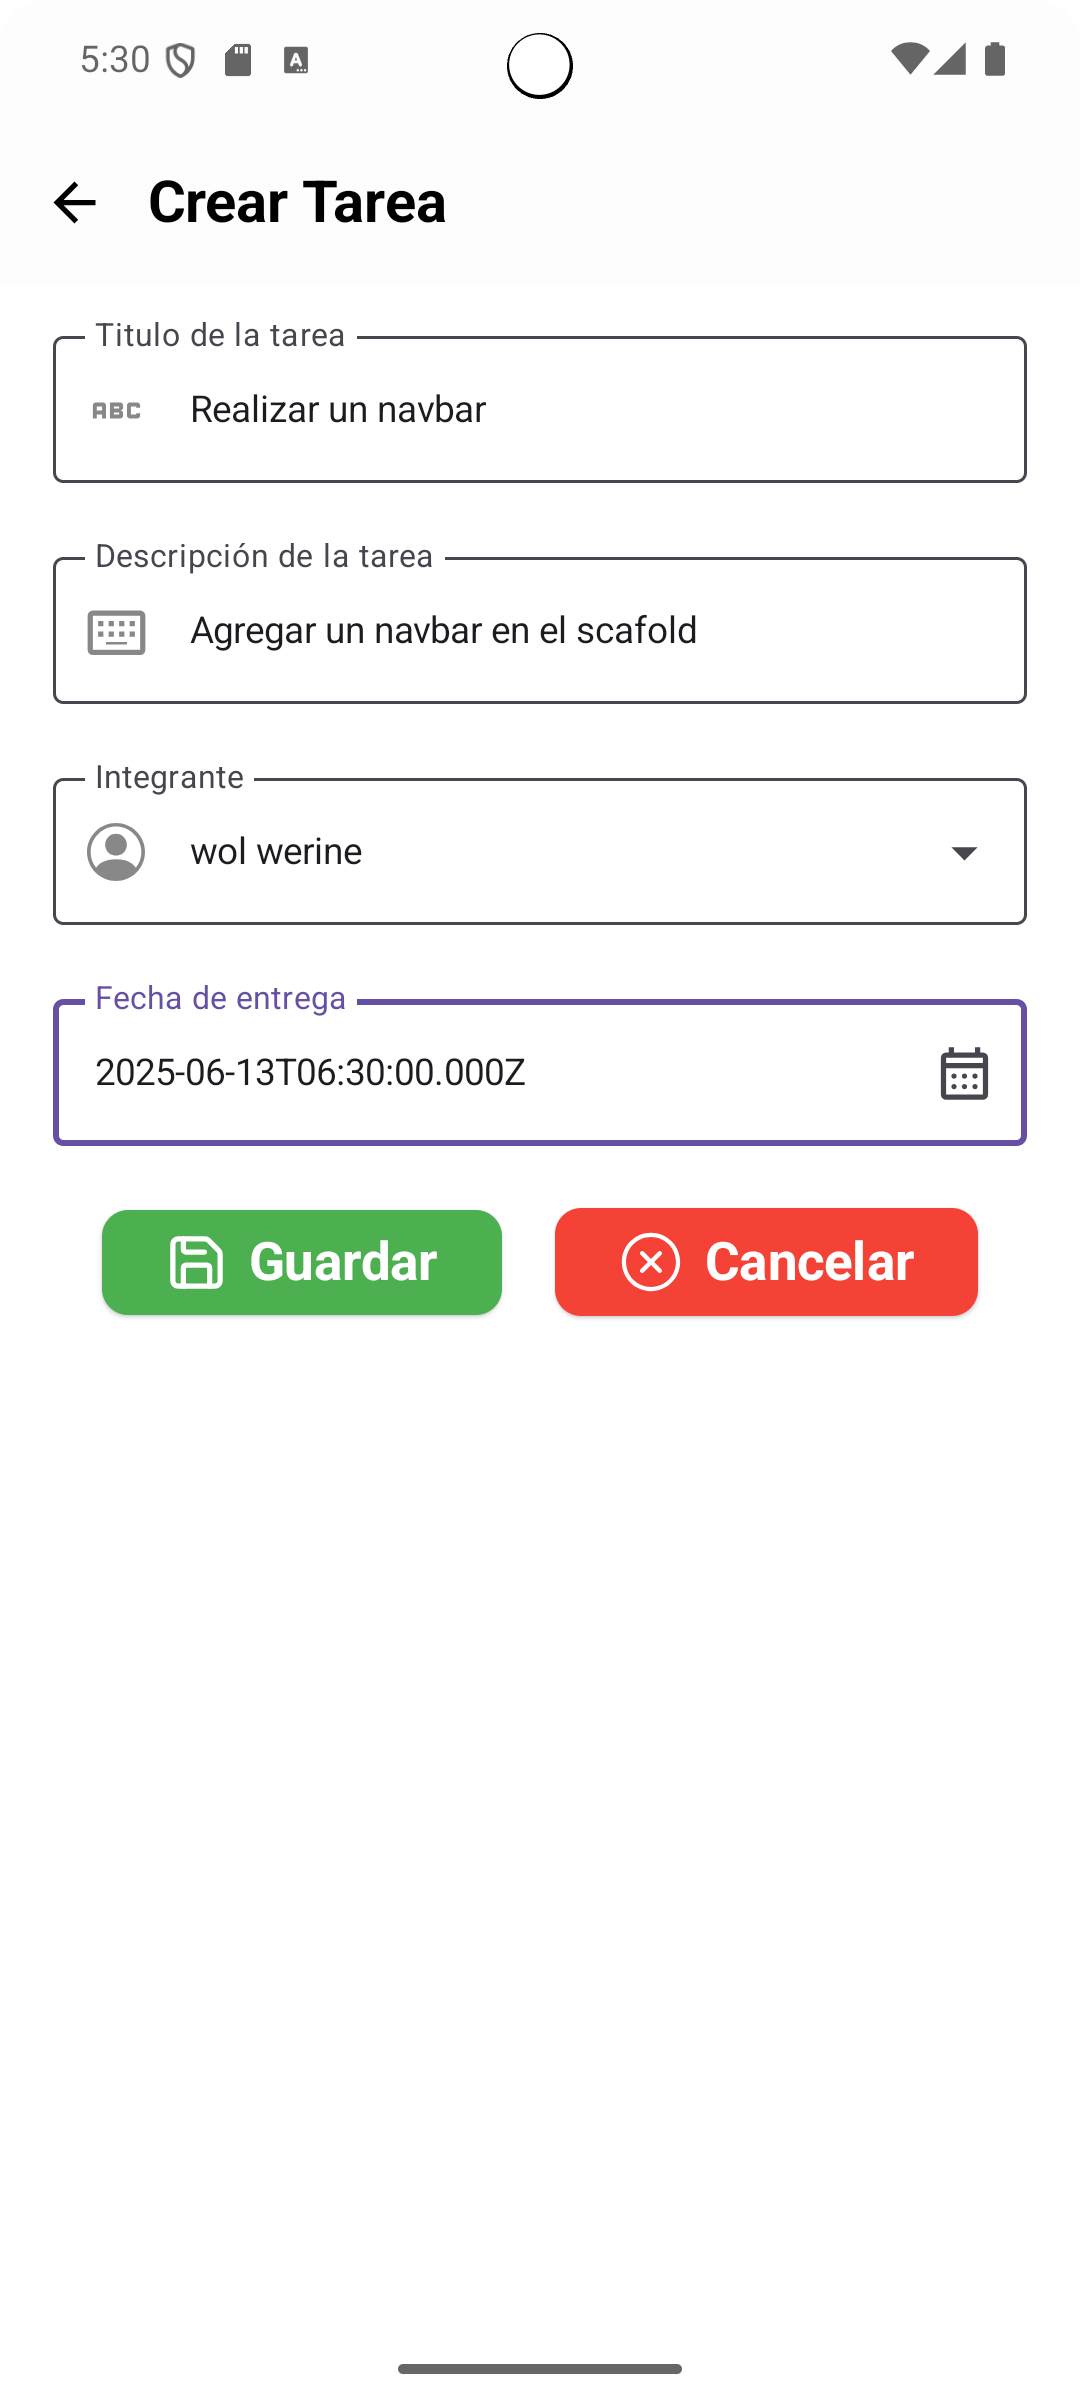 5:30
Crear Tarea
Titulo de la tarea
ABC Realizar un navbar
Descripción de la tarea
Agregar un navbar en el scafold
Integrante
wol werine
Fecha de entrega
2025-06-13T06:30:00.000Z
Guardar Cancelar